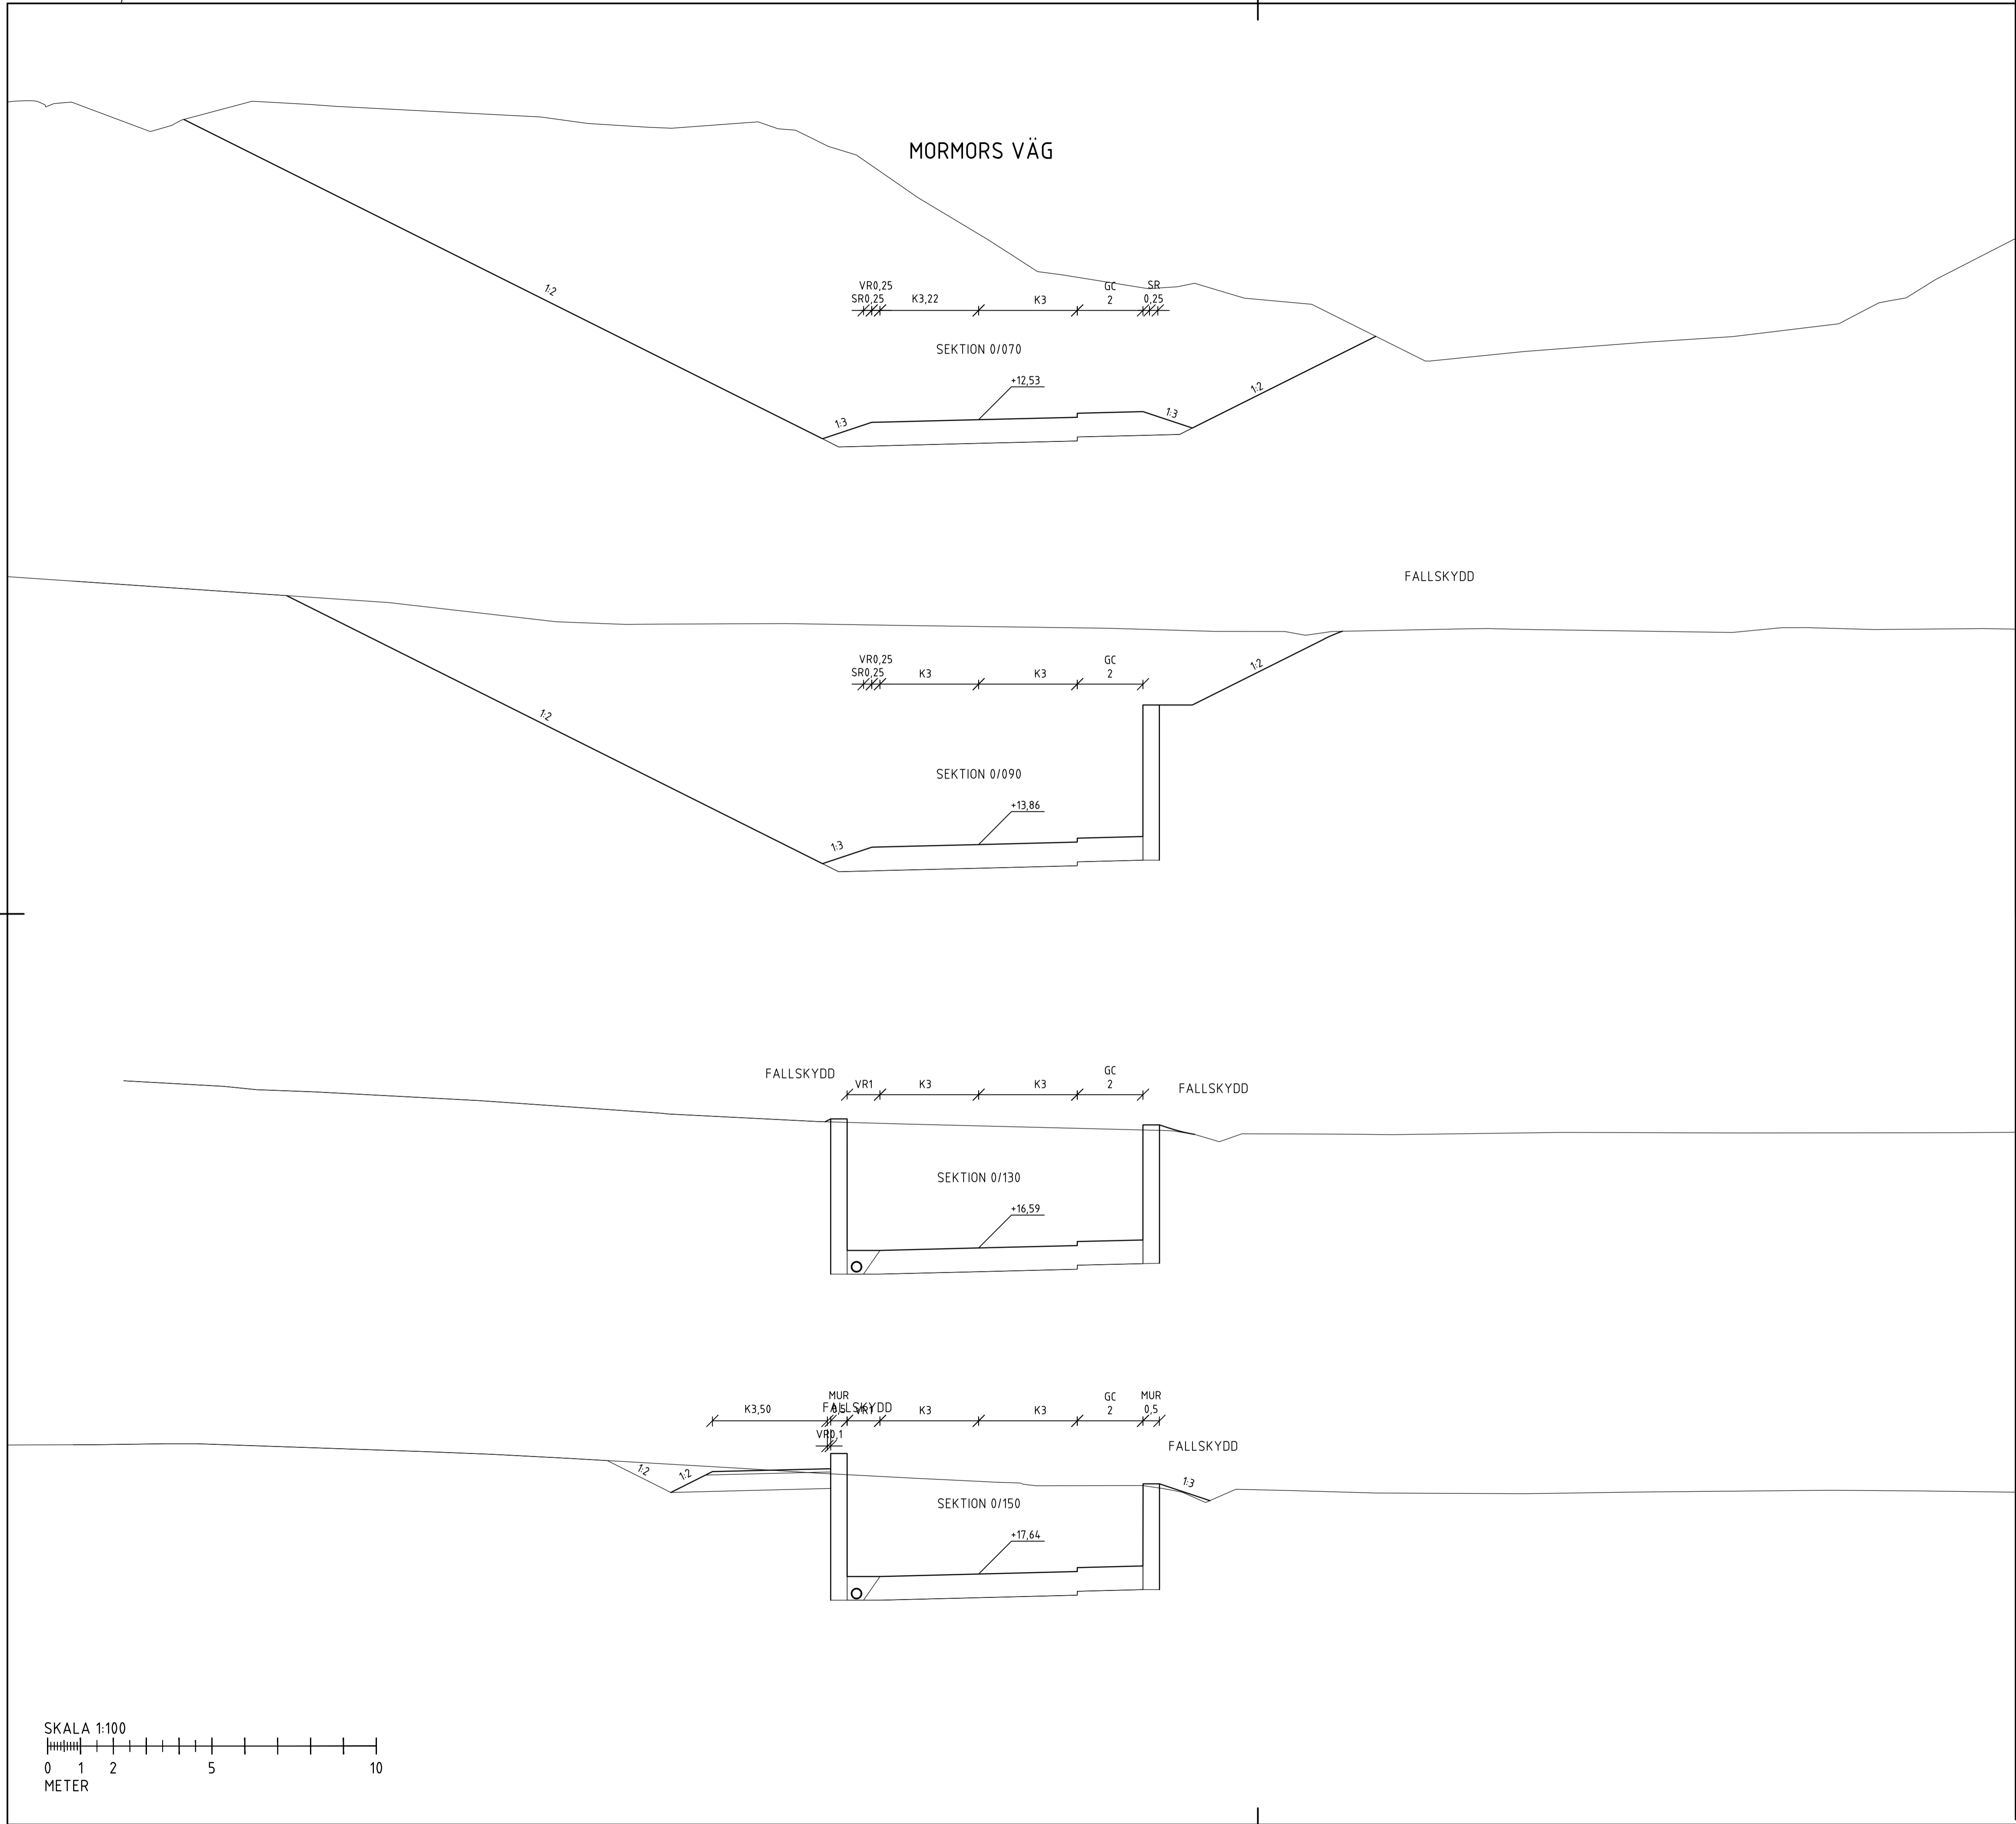 MORMORS VÄG
VR0,25
SR0,25
K3,22
K3
GC
2
SR
0,25
1:2
SEKTION 0/070
+12,53
1:3
1:3
1:2
FALLSKYDD
VR0,25
SR0,25
K3
K3
GC
2
1:2
1:2
SEKTION 0/090
+13,86
1:3
FALLSKYDD
VR1
K3
K3
GC
2
FALLSKYDD
SEKTION 0/130
+16,59
K3,50
MUR
0,5
FALLSKYDD
VR1
K3
K3
GC
2
MUR
0,5
VR0,1
FALLSKYDD
1:2
1:2
1:3
SEKTION 0/150
+17,64
SKALA 1:100
0 1 2 5 10
METER